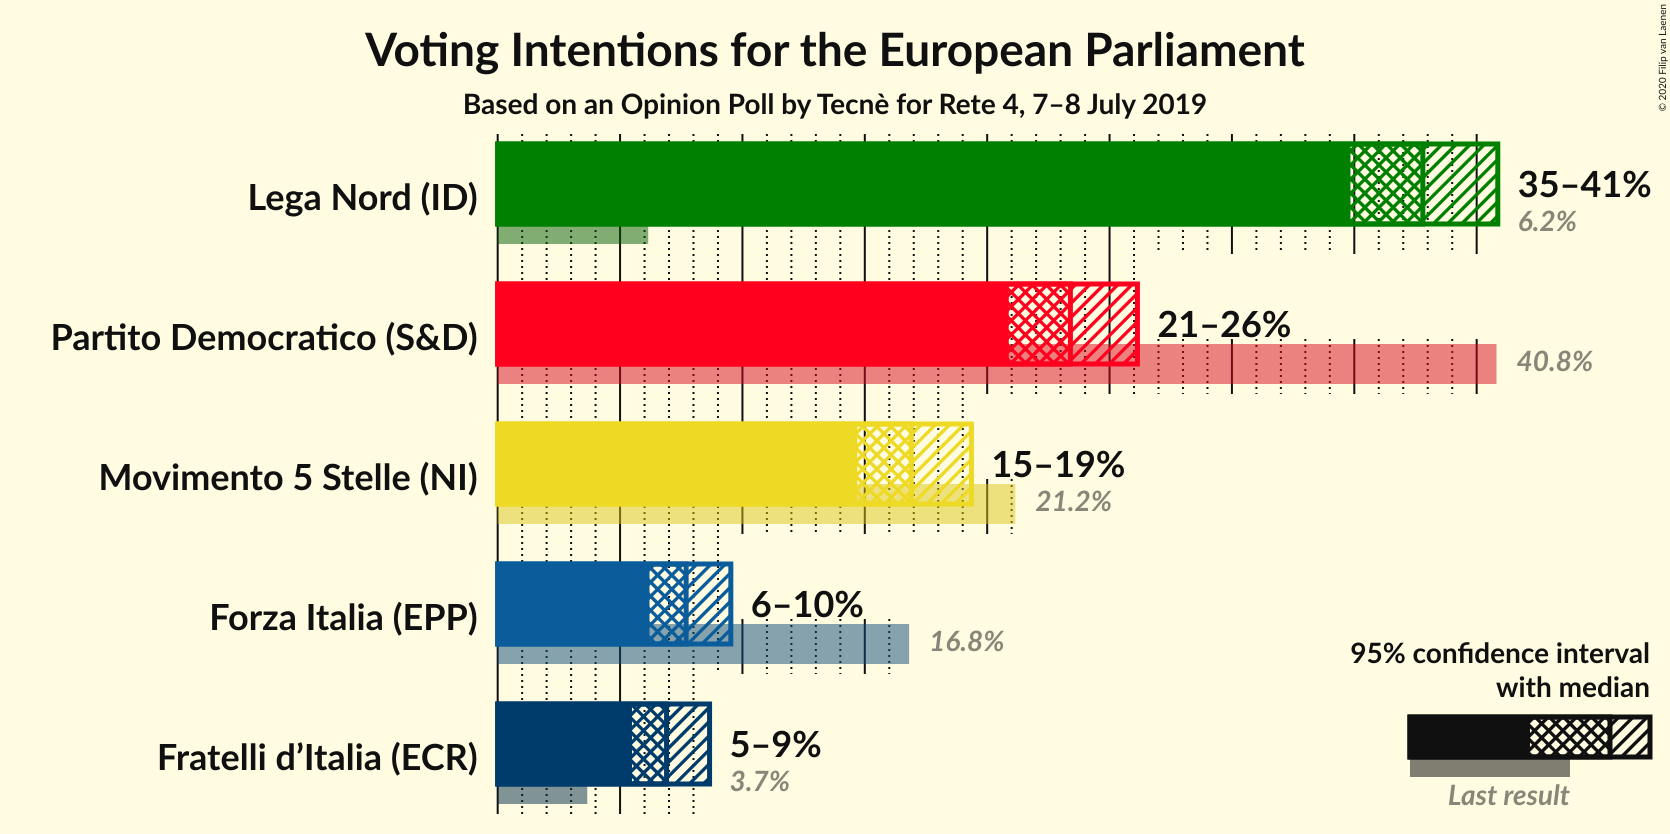 Voting Intentions for the European Parliament
Based on an Opinion Poll by Tecnè for Rete 4, 7–8 July 2019
© 2020 Filip van Laenen
Lega Nord (ID)
35–41%
6.2%
Partito Democratico (S&D)
21–26%
40.8%
Movimento 5 Stelle (NI)
15–19%
21.2%
Forza Italia (EPP)
6–10%
16.8%
Fratelli d’Italia (ECR)
5–9%
3.7%
95% confidence interval
with median
Last result